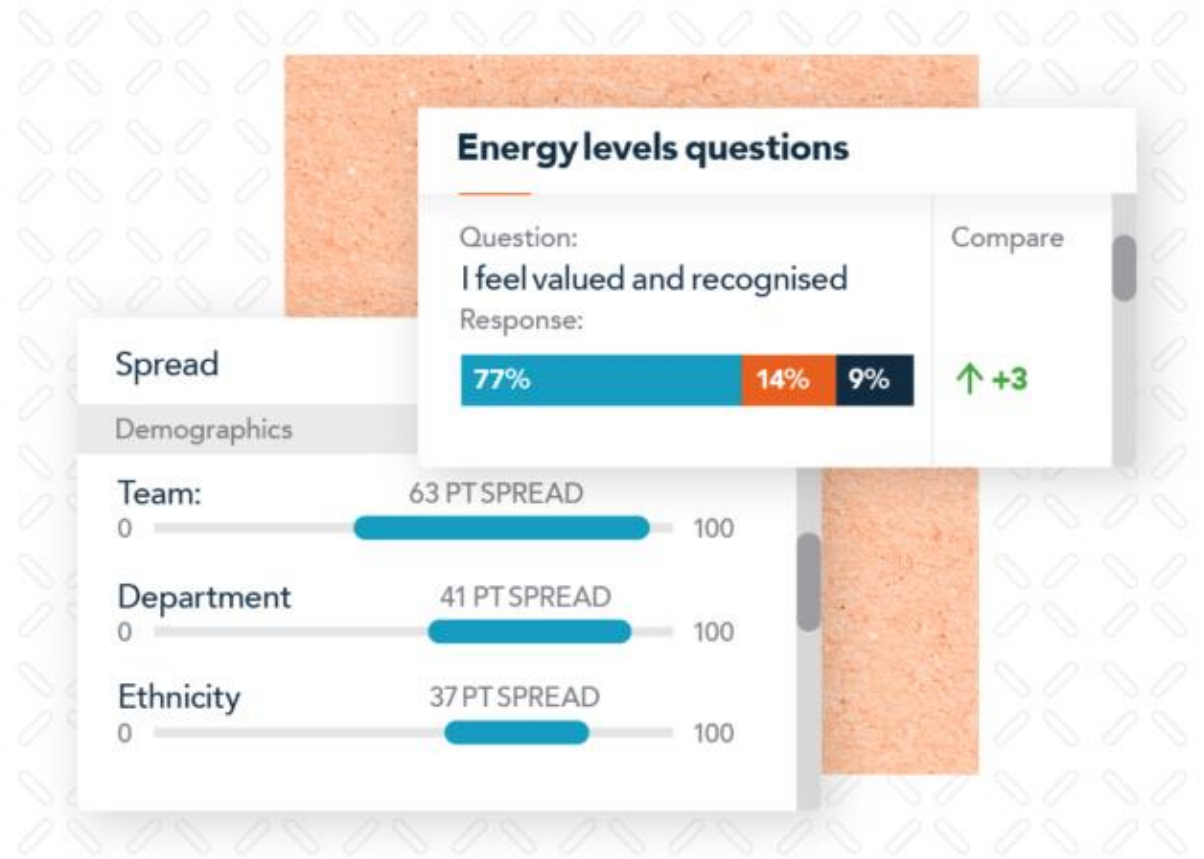 Energy levels questions
Question:
I feel valued and recognised
Response:
77% 14% 9%
Compare
↑ +3
Spread
Demographics
Team:
63 PT SPREAD
0 100
Department
41 PT SPREAD
0 100
Ethnicity
37 PT SPREAD
0 100